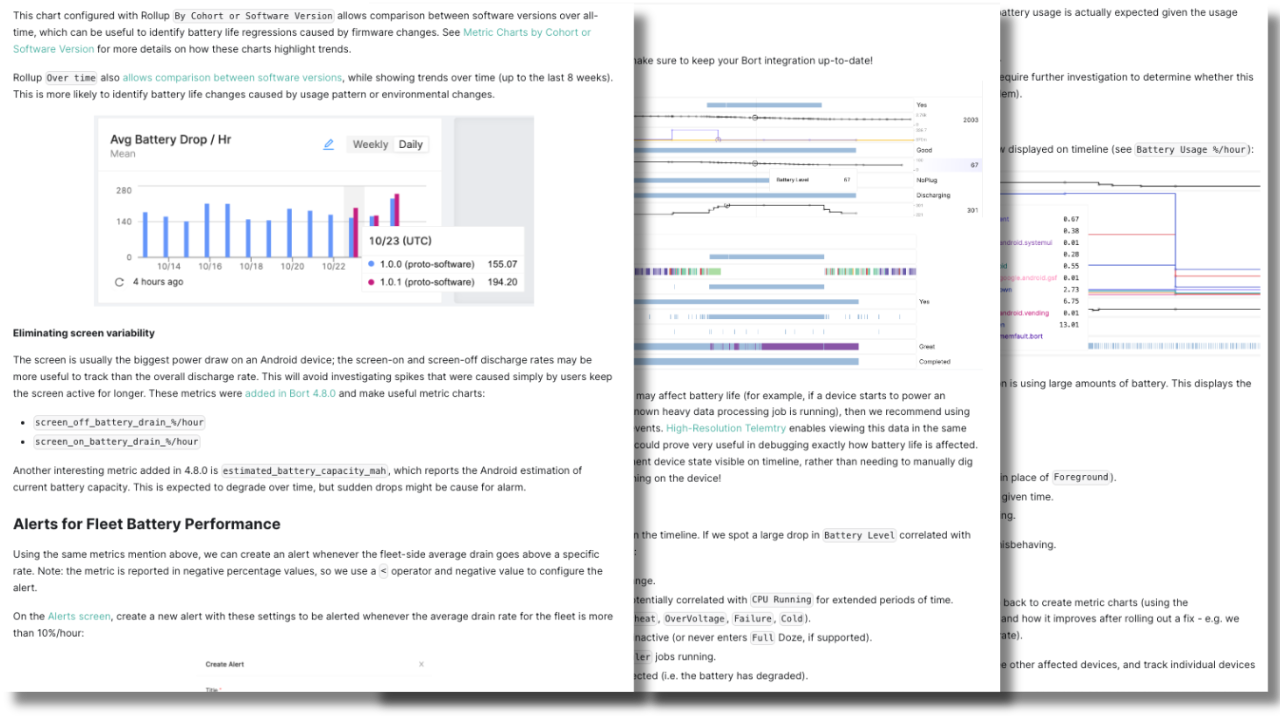 This chart configured with Rollup By Cohort or Software Version allows comparison between software versions over all-
time, which can be useful to identify battery life regressions caused by firmware changes. See Metric Charts by Cohort or
Software Version for more details on how these charts highlight trends.
Rollup Over time also allows comparison between software versions, while showing trends over time (up to the last 8 weeks).
This is more likely to identify battery life changes caused by usage pattern or environmental changes.
Avg Battery Drop / Hr
Mean
Weekly Daily
280
140
0
10/14 10/16 10/18 10/20 10/22
4 hours ago
10/23 (UTC)
1.0.0 (proto-software) 155.07
1.0.1 (proto-software) 194.20
Eliminating screen variability
The screen is usually the biggest power draw on an Android device; the screen-on and screen-off discharge rates may be
more useful to track than the overall discharge rate. This will avoid investigating spikes that were caused simply by users keep
the screen active for longer. These metrics were added in Bort 4.8.0 and make useful metric charts:
screen_off_battery_drain_%/hour
screen_on_battery_drain_%/hour
Another interesting metric added in 4.8.0 is estimated_battery_capacity_mah, which reports the Android estimation of
current battery capacity. This is expected to degrade over time, but sudden drops might be cause for alarm.
Alerts for Fleet Battery Performance
Using the same metrics mention above, we can create an alert whenever the fleet-side average drain goes above a specific
rate. Note: the metric is reported in negative percentage values, so we use a < operator and negative value to configure the
alert.
On the Alerts screen, create a new alert with these settings to be alerted whenever the average drain rate for the fleet is more
than 10%/hour:
Create Alert X
Title *
make sure to keep your Bort integration up-to-date!
Yes
2003
Good
67
Battery Level 67
NoPlug
Discharging
301
Yes
Great
Completed
may affect battery life (for example, if a device starts to power an
nown heavy data processing job is running), then we recommend using
vents. High-Resolution Telemtry enables viewing this data in the same
could prove very useful in debugging exactly how battery life is affected.
ent device state visible on timeline, rather than needing to manually dig
ning on the device!
n the timeline. If we spot a large drop in Battery Level correlated with
:
nge.
otentially correlated with CPU Running for extended periods of time.
heat, OverVoltage, Failure, Cold).
inactive (or never enters Full Doze, if supported).
ler jobs running.
ected (i.e. the battery has degraded).
battery usage is actually expected given the usage
equire further investigation to determine whether this
em).
w displayed on timeline (see Battery Usage %/hour):
0.67
0.38
android.systemui 0.01
0.28
0.55
0.01
2.73
6.75
android.vending 0.01
13.01
memfault.bort
n is using large amounts of battery. This displays the
in place of Foreground).
given time.
ng.
misbehaving.
back to create metric charts (using the
and how it improves after rolling out a fix - e.g. we
rate).
e other affected devices, and track individual devices